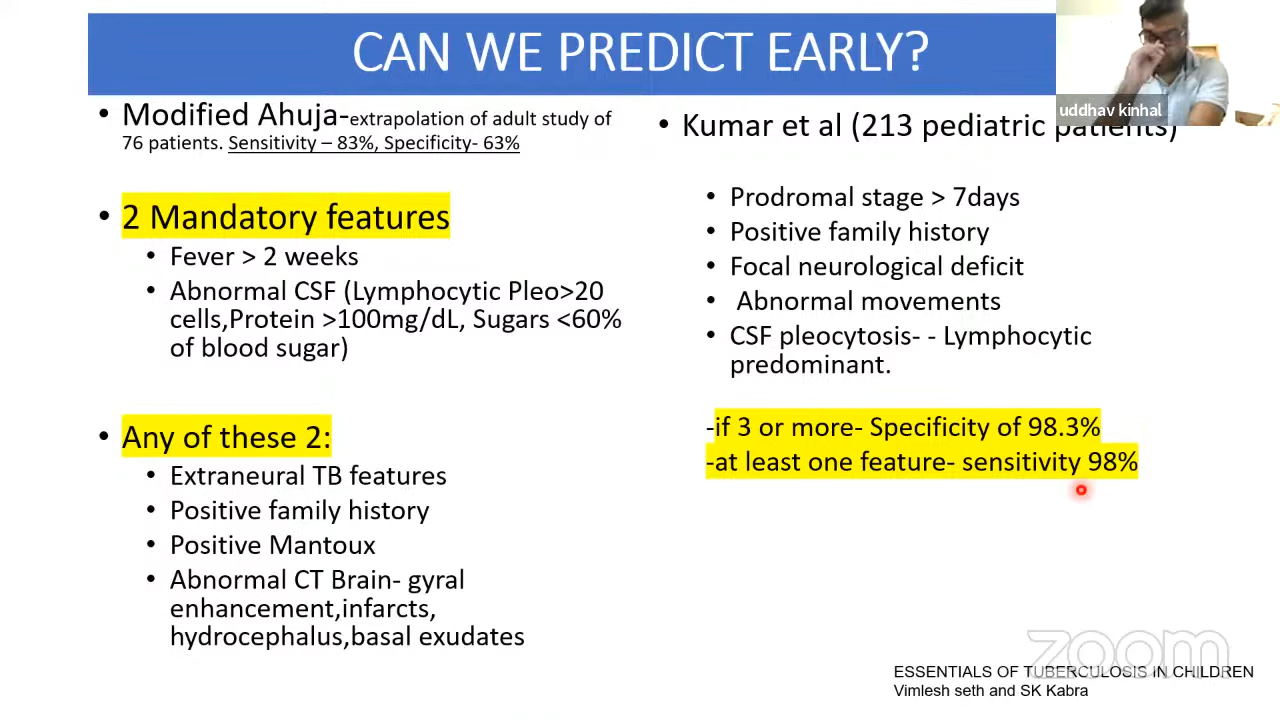 CAN WE PREDICT EARLY?
uddhav kinhal
• Modified Ahuja-extrapolation of adult study of
76 patients. Sensitivity – 83%, Specificity- 63%
• 2 Mandatory features
• Fever > 2 weeks
• Abnormal CSF (Lymphocytic Pleo>20
cells,Protein >100mg/dL, Sugars <60%
of blood sugar)
• Any of these 2:
• Extraneural TB features
• Positive family history
• Positive Mantoux
• Abnormal CT Brain- gyral
enhancement,infarcts,
hydrocephalus,basal exudates
• Kumar et al (213 pediatric patients)
• Prodromal stage > 7days
• Positive family history
• Focal neurological deficit
• Abnormal movements
• CSF pleocytosis- - Lymphocytic
predominant.
-if 3 or more- Specificity of 98.3%
-at least one feature- sensitivity 98%
zoom
ESSENTIALS OF TUBERCULOSIS IN CHILDREN
Vimlesh seth and SK Kabra